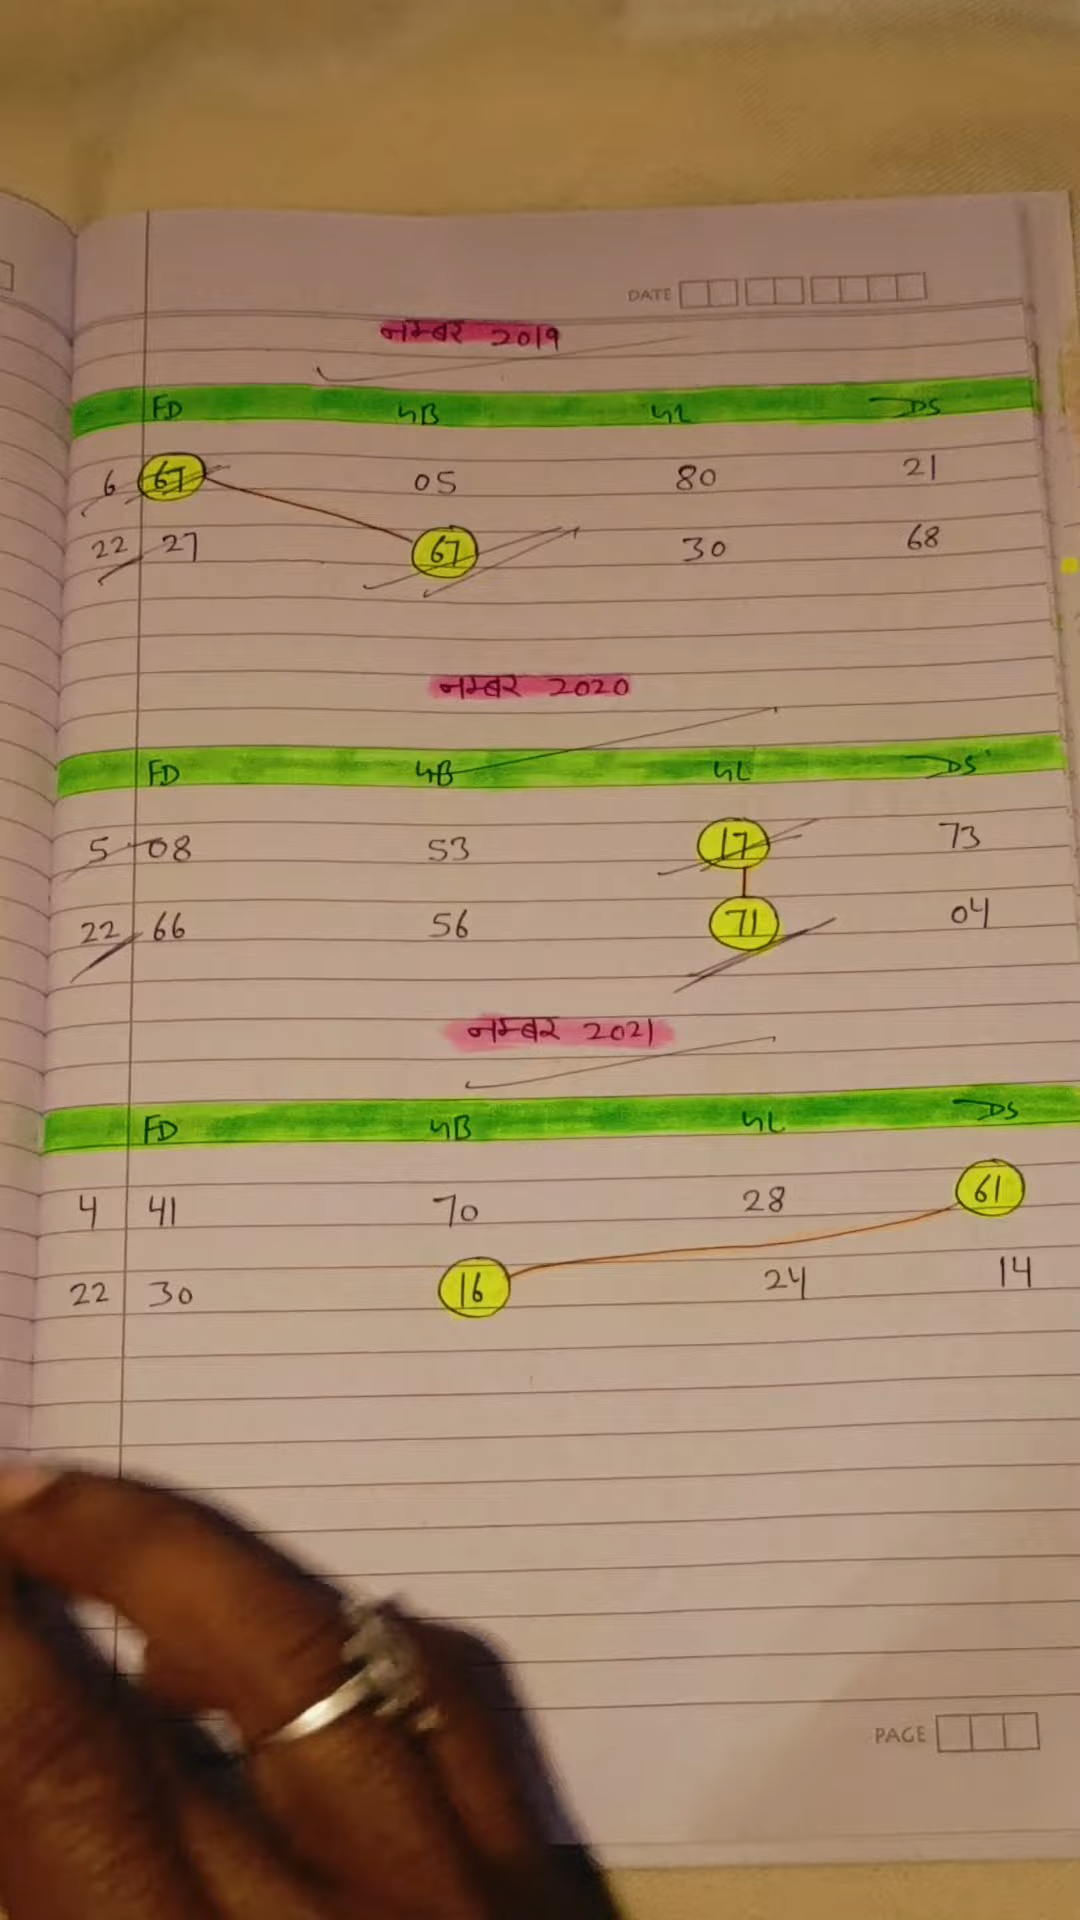 DATE
नम्बर 2019
FD GB GL DS
6 67 05 80 21
22 27 67 30 68
नम्बर 2020
FD GB GL DS
5 08 53 17 73
22 66 56 71 04
नम्बर 2021
FD GB GL DS
4 41 70 28 61
22 30 16 24 14
PAGE